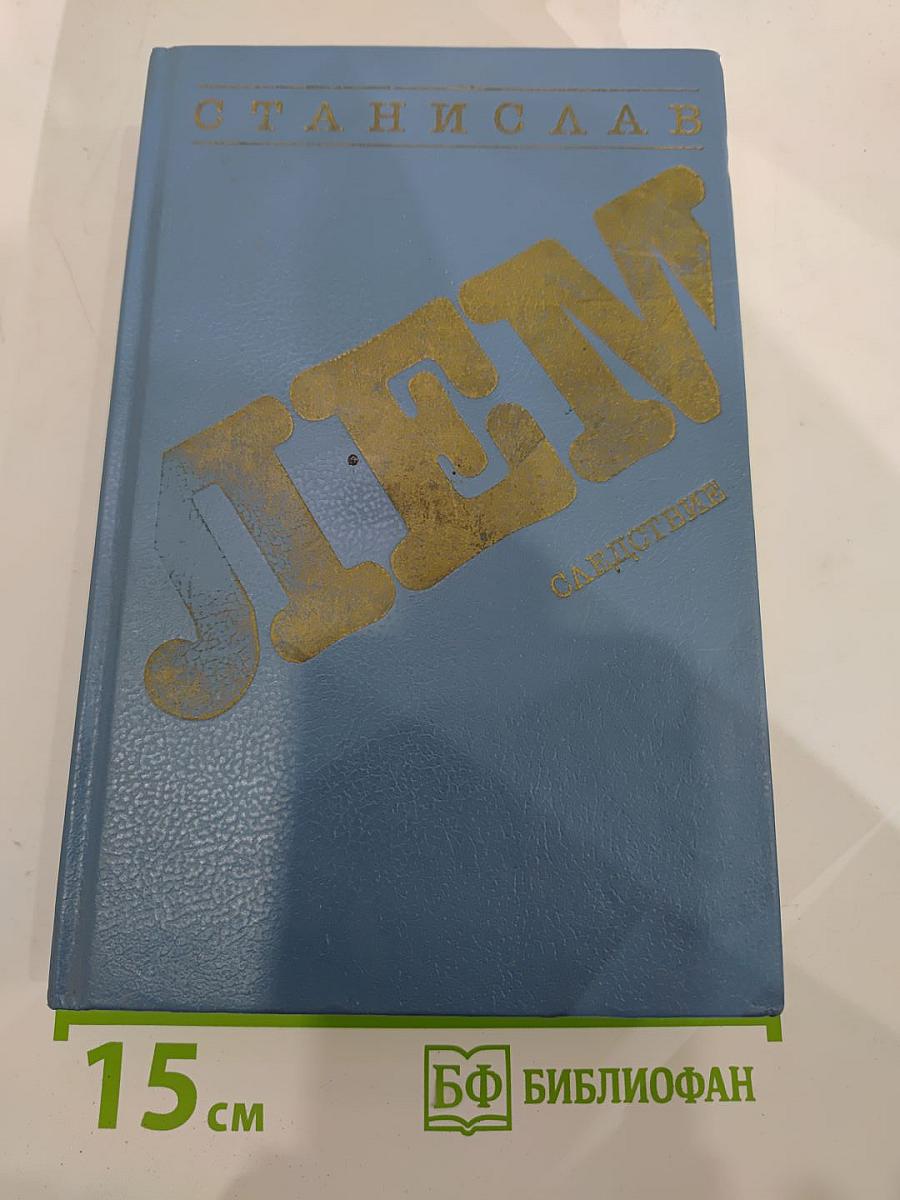 СТАНИСЛАВ
ЛЕМ
СЛЕДСТВИЕ
15 см
БФ БИБЛИОФАН